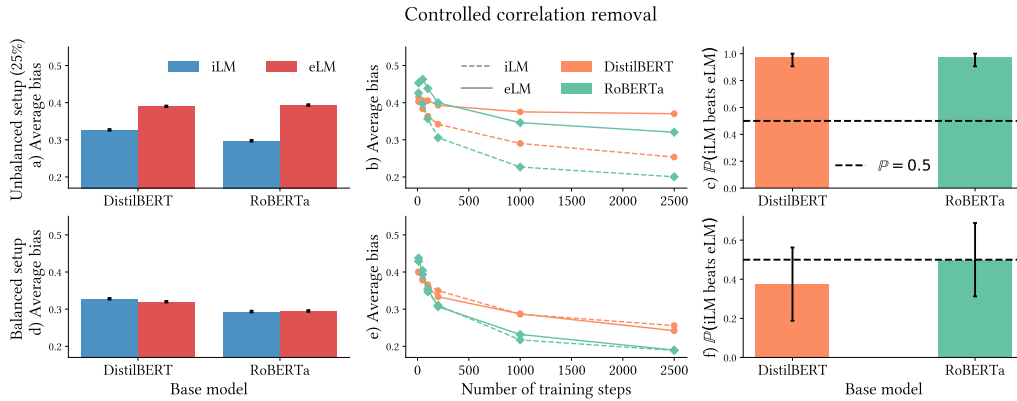 Controlled correlation removal
Unbalanced setup (25%)
a) Average bias
0.5
0.4
0.3
0.2
iLM
eLM
DistilBERT
RoBERTa
b) Average bias
0.5
0.4
0.3
0.2
iLM
eLM
DistilBERT
RoBERTa
0
500
1000
1500
2000
2500
c) ℙ(iLM beats eLM)
1.0
0.8
0.6
0.4
0.2
0.0
ℙ = 0.5
DistilBERT
RoBERTa
Balanced setup
d) Average bias
0.5
0.4
0.3
0.2
DistilBERT
RoBERTa
Base model
e) Average bias
0.5
0.4
0.3
0.2
0
500
1000
1500
2000
2500
Number of training steps
f) ℙ(iLM beats eLM)
0.6
0.4
0.2
0.0
DistilBERT
RoBERTa
Base model